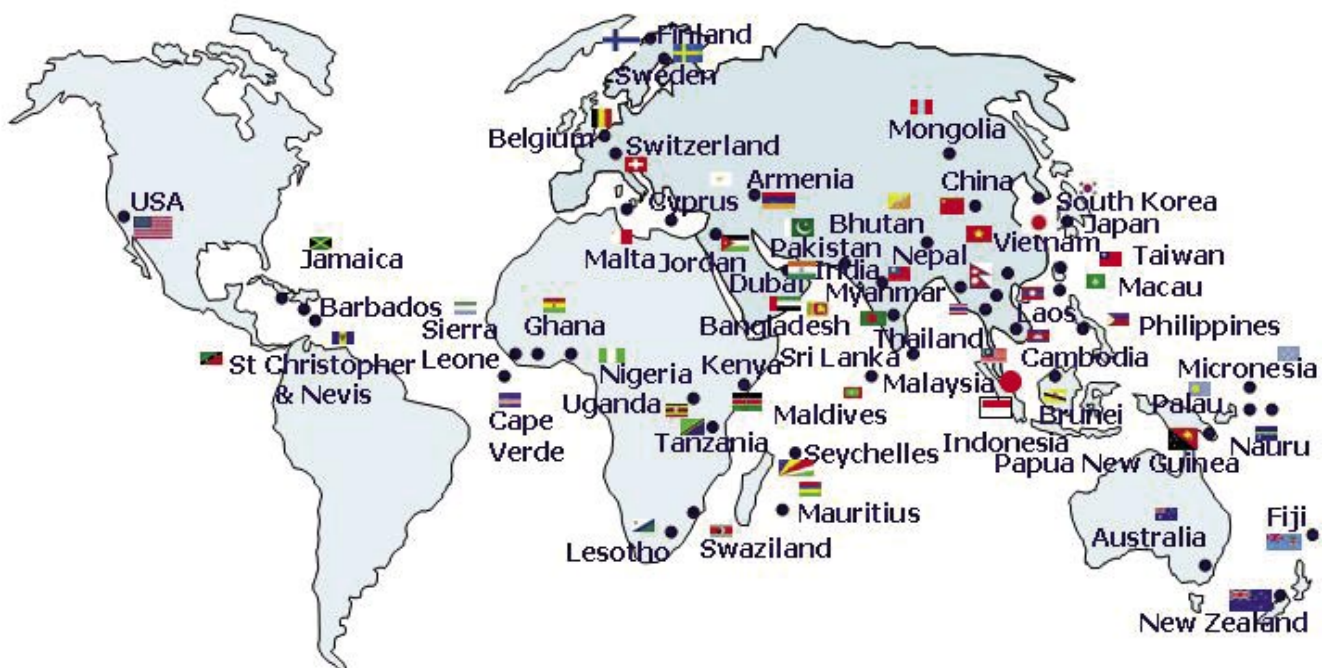 Finland
Sweden
Belgium
Switzerland
Mongolia
USA
Cyprus
Armenia
China
South Korea
Bhutan
Japan
Jamaica
Malta
Jordan
Pakistan
Nepal
Vietnam
Taiwan
Dubai
India
Myanmar
Macau
Barbados
Sierra
Leone
Ghana
Bangladesh
Laos
Thailand
Philippines
St Christopher
& Nevis
Nigeria
Kenya
Sri Lanka
Malaysia
Cambodia
Micronesia
Cape
Verde
Uganda
Maldives
Brunei
Palau
Tanzania
Indonesia
Nauru
Seychelles
Papua New Guinea
Mauritius
Lesotho
Swaziland
Australia
Fiji
New Zealand